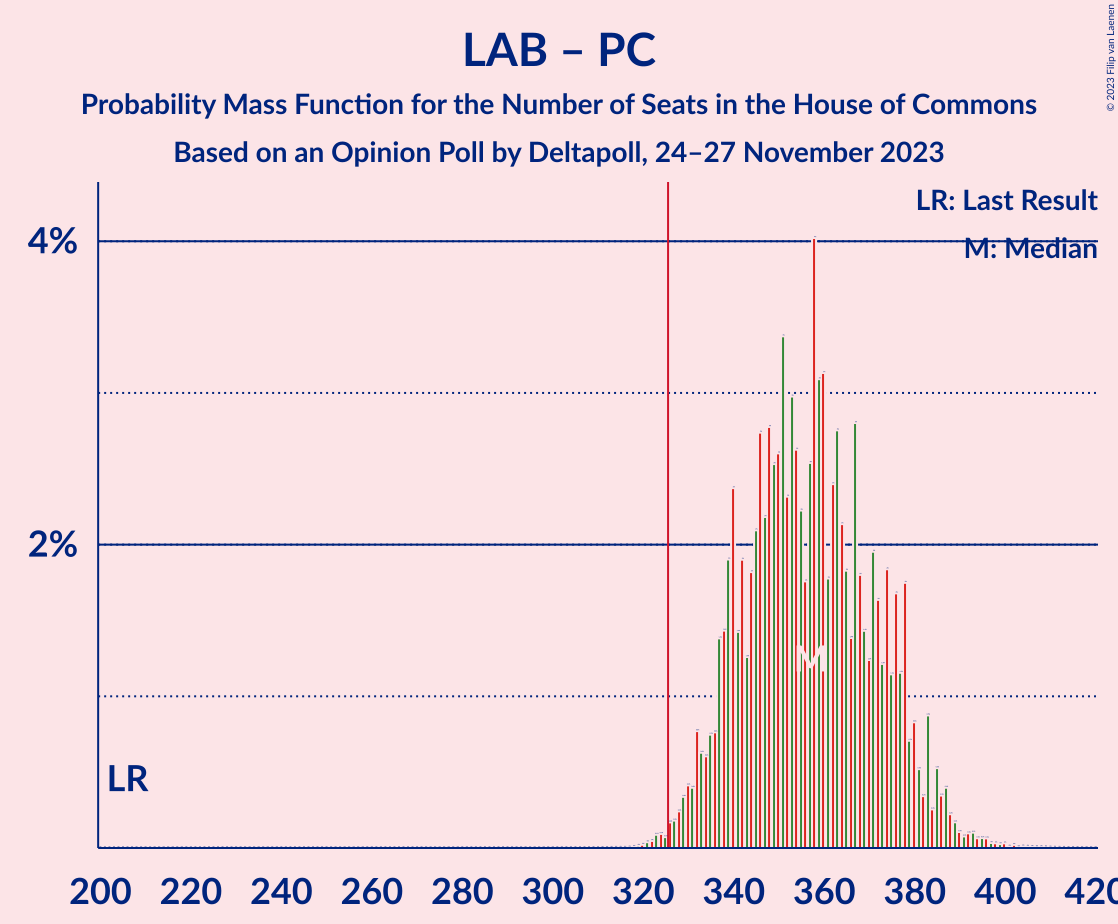 LAB – PC
Probability Mass Function for the Number of Seats in the House of Commons
Based on an Opinion Poll by Deltapoll, 24–27 November 2023
© 2023 Filip van Laenen
LR: Last Result
M: Median
4%
2%
M
LR
200 220 240 260 280 300 320 340 360 380 400 420